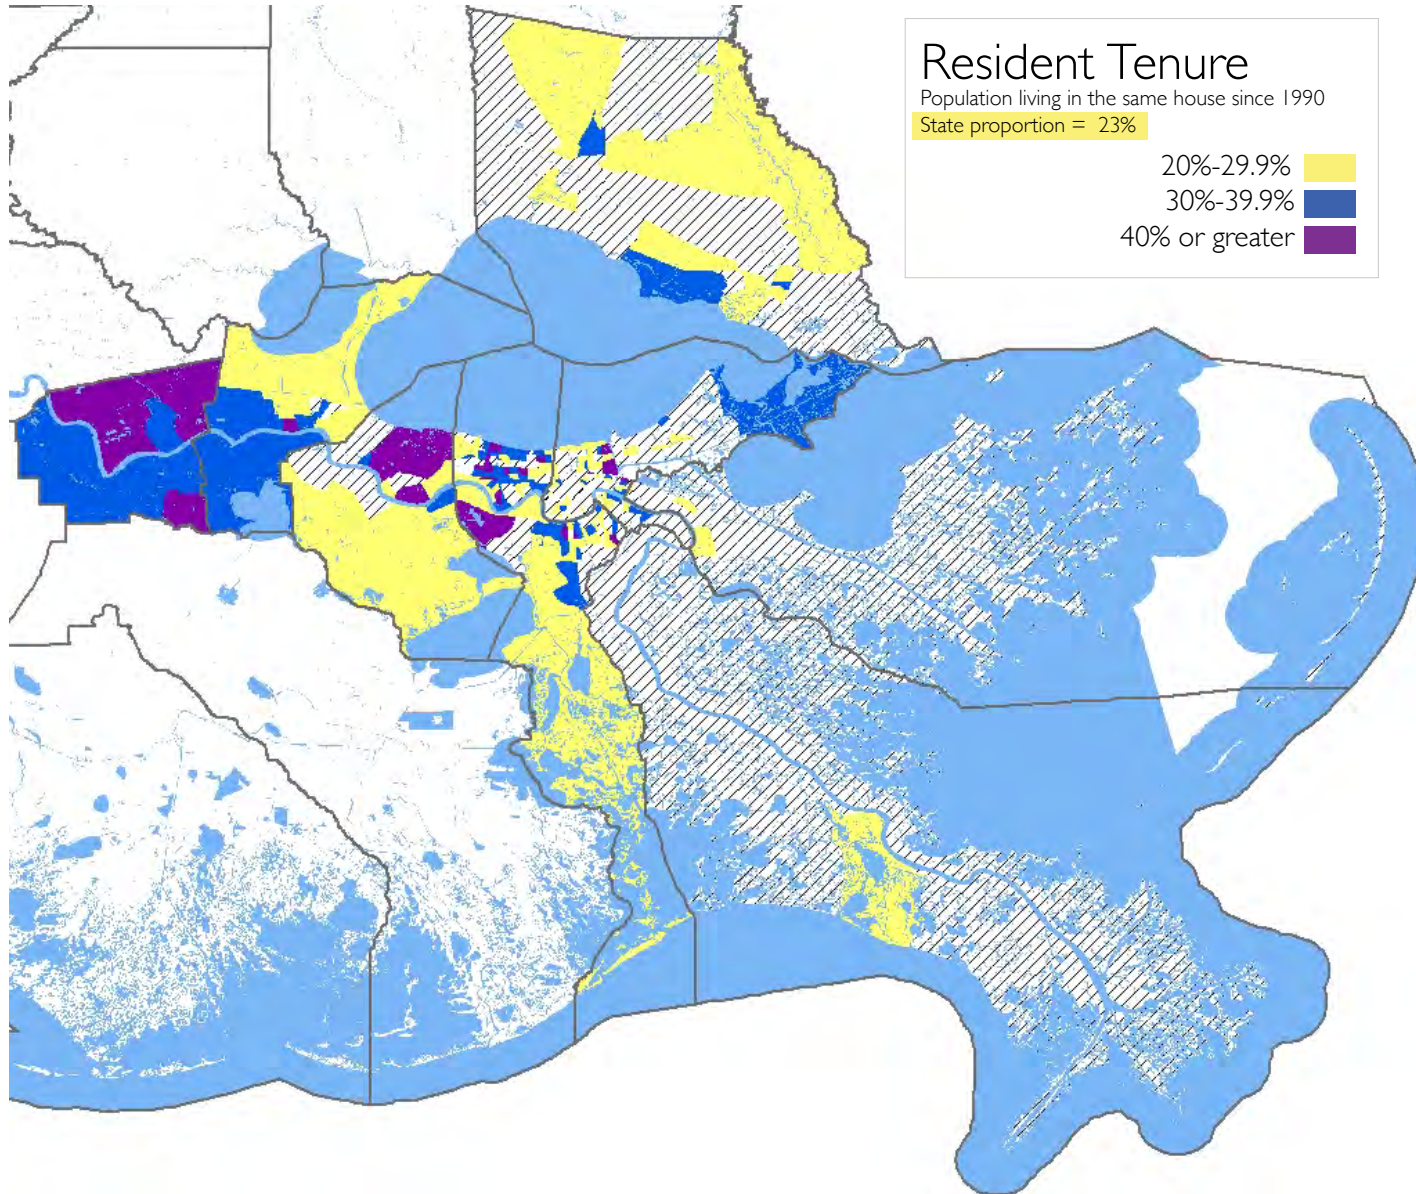 Resident Tenure
Population living in the same house since 1990
State proportion = 23%
20%-29.9%
30%-39.9%
40% or greater